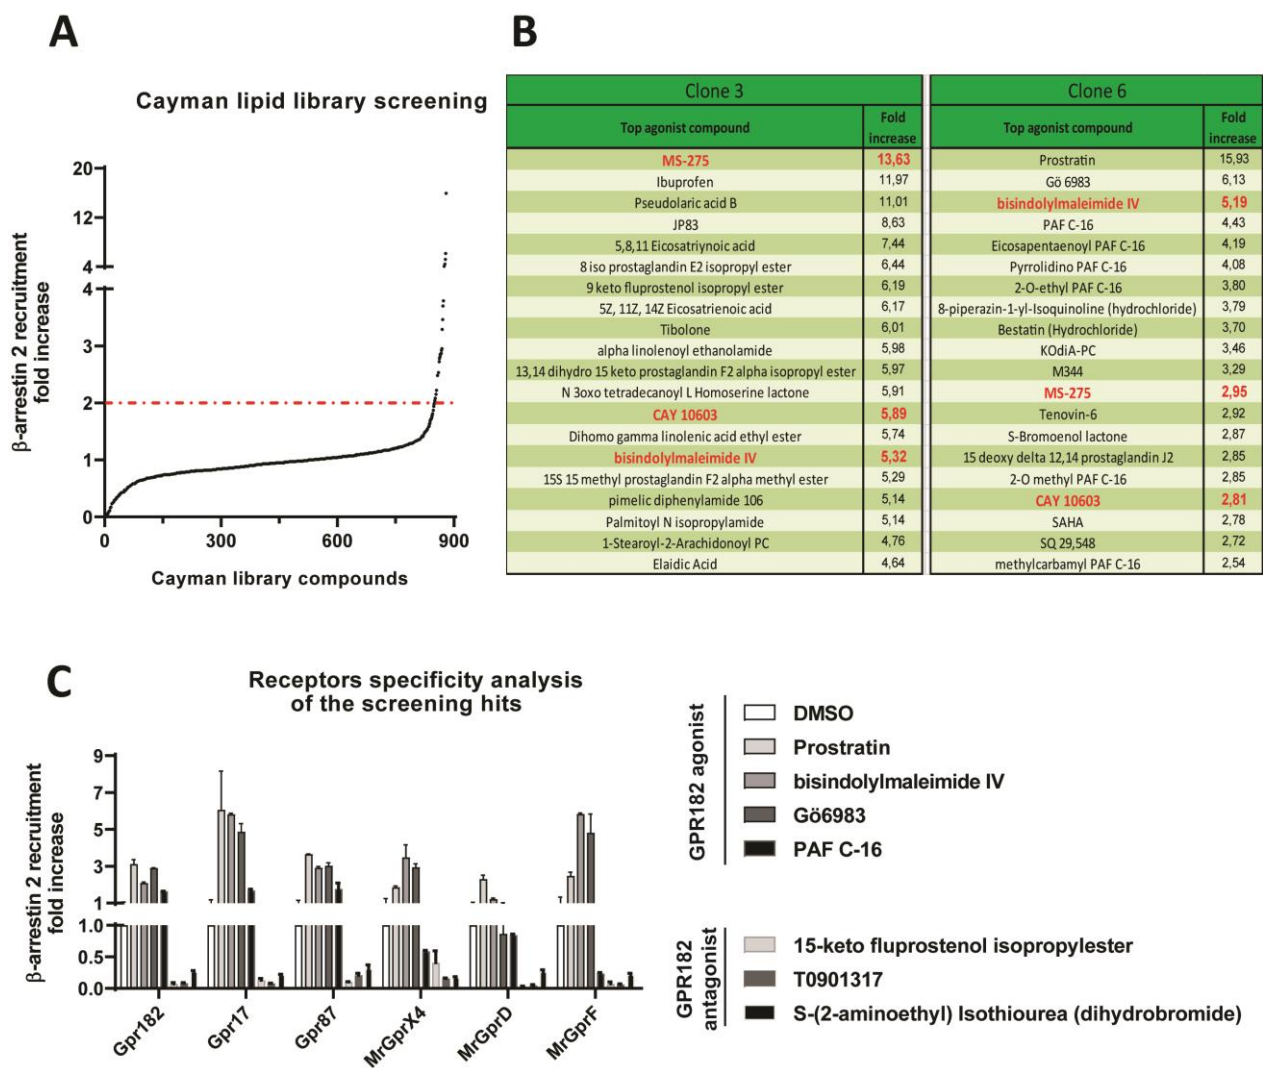 A
Cayman lipid library screening
β-arrestin 2 recruitment
fold increase
20
12
4
4
3
2
1
0
0 300 600 900
Cayman library compounds
B
Clone 3
Top agonist compound Fold increase
MS-275 13,63
Ibuprofen 11,97
Pseudolaric acid B 11,01
JP83 8,63
5,8,11 Eicosatriynoic acid 7,44
8 iso prostaglandin E2 isopropyl ester 6,44
9 keto fluprostenol isopropyl ester 6,19
5Z, 11Z, 14Z Eicosatrienoic acid 6,17
Tibolone 6,01
alpha linolenoyl ethanolamide 5,98
13,14 dihydro 15 keto prostaglandin F2 alpha isopropyl ester 5,97
N 3oxo tetradecanoyl L Homoserine lactone 5,91
CAY 10603 5,89
Dihomo gamma linolenic acid ethyl ester 5,74
bisindolylmaleimide IV 5,32
15S 15 methyl prostaglandin F2 alpha methyl ester 5,29
pimelic diphenylamide 106 5,14
Palmitoyl N isopropylamide 5,14
1-Stearoyl-2-Arachidonoyl PC 4,76
Elaidic Acid 4,64
Clone 6
Top agonist compound Fold increase
Prostratin 15,93
Gö 6983 6,13
bisindolylmaleimide IV 5,19
PAF C-16 4,43
Eicosapentaenoyl PAF C-16 4,19
Pyrrolidino PAF C-16 4,08
2-O-ethyl PAF C-16 3,80
8-piperazin-1-yl-Isoquinoline (hydrochloride) 3,79
Bestatin (Hydrochloride) 3,70
KOdiA-PC 3,46
M344 3,29
MS-275 2,95
Tenovin-6 2,92
S-Bromoenol lactone 2,87
15 deoxy delta 12,14 prostaglandin J2 2,85
2-O methyl PAF C-16 2,85
CAY 10603 2,81
SAHA 2,78
SQ 29,548 2,72
methylcarbamyl PAF C-16 2,54
C
Receptors specificity analysis
of the screening hits
β-arrestin 2 recruitment
fold increase
9
7
5
3
1
1.0
0.5
0.0
Gpr182 Gpr17 Gpr87 MrGprX4 MrGprD MrGprF
GPR182 agonist
DMSO
Prostratin
bisindolylmaleimide IV
Gö6983
PAF C-16
GPR182
antagonist
15-keto fluprostenol isopropylester
T0901317
S-(2-aminoethyl) Isothiourea (dihydrobromide)